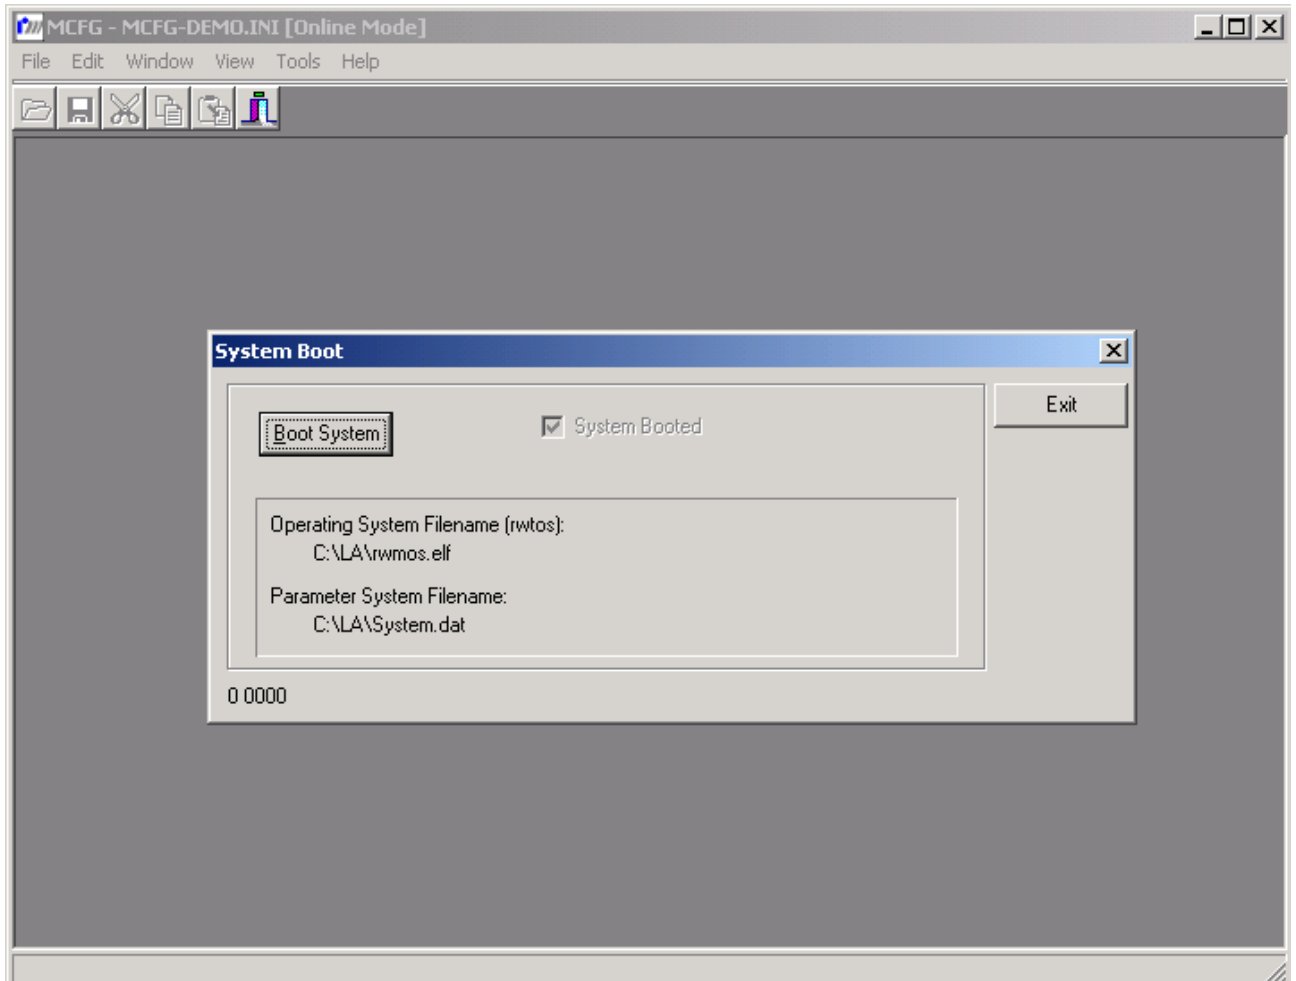 MCFG - MCFG-DEMO.INI [Online Mode]
File Edit Window View Tools Help
System Boot
Exit
Boot System
System Booted
Operating System Filename (rwtos):
C:\LA\rwmos.elf
Parameter System Filename:
C:\LA\System.dat
0 0000